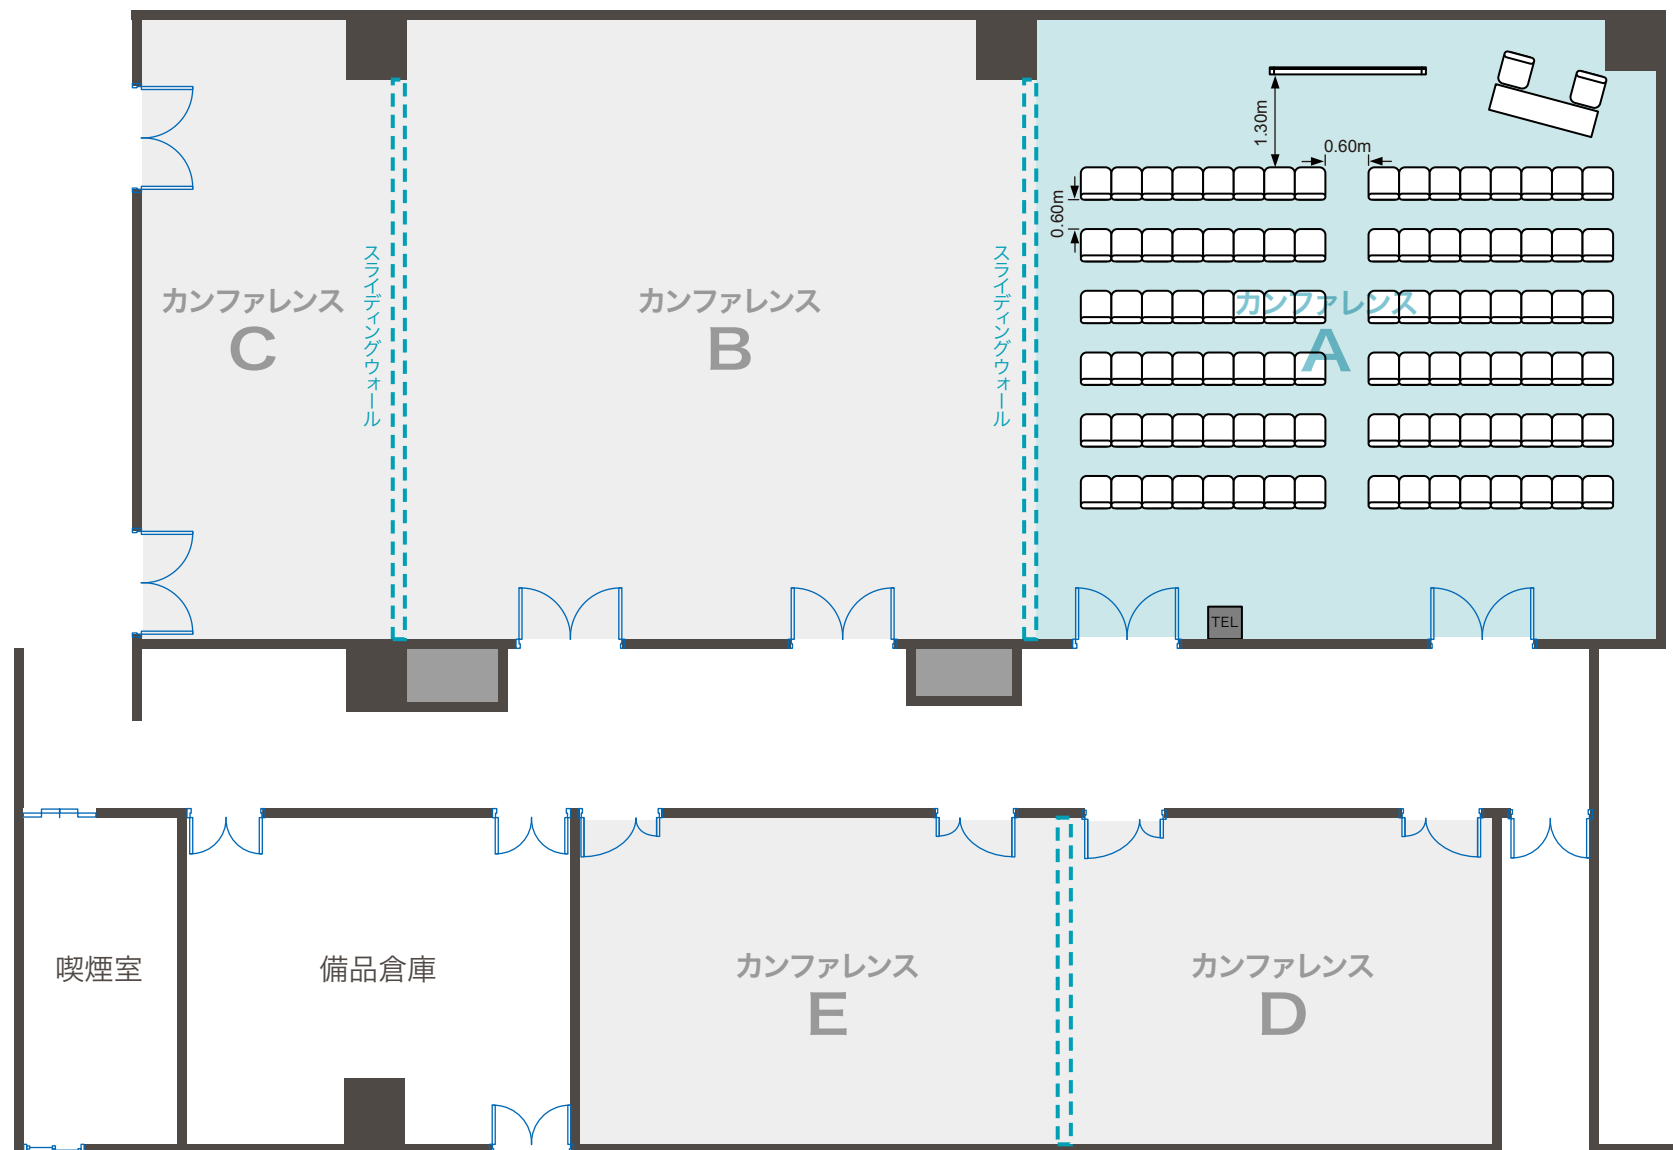 1.30m
0.60m
0.60m
カンファレンス
C
スライディングウォール
カンファレンス
B
スライディングウォール
カンファレンス
A
TEL
喫煙室
備品倉庫
カンファレンス
E
カンファレンス
D